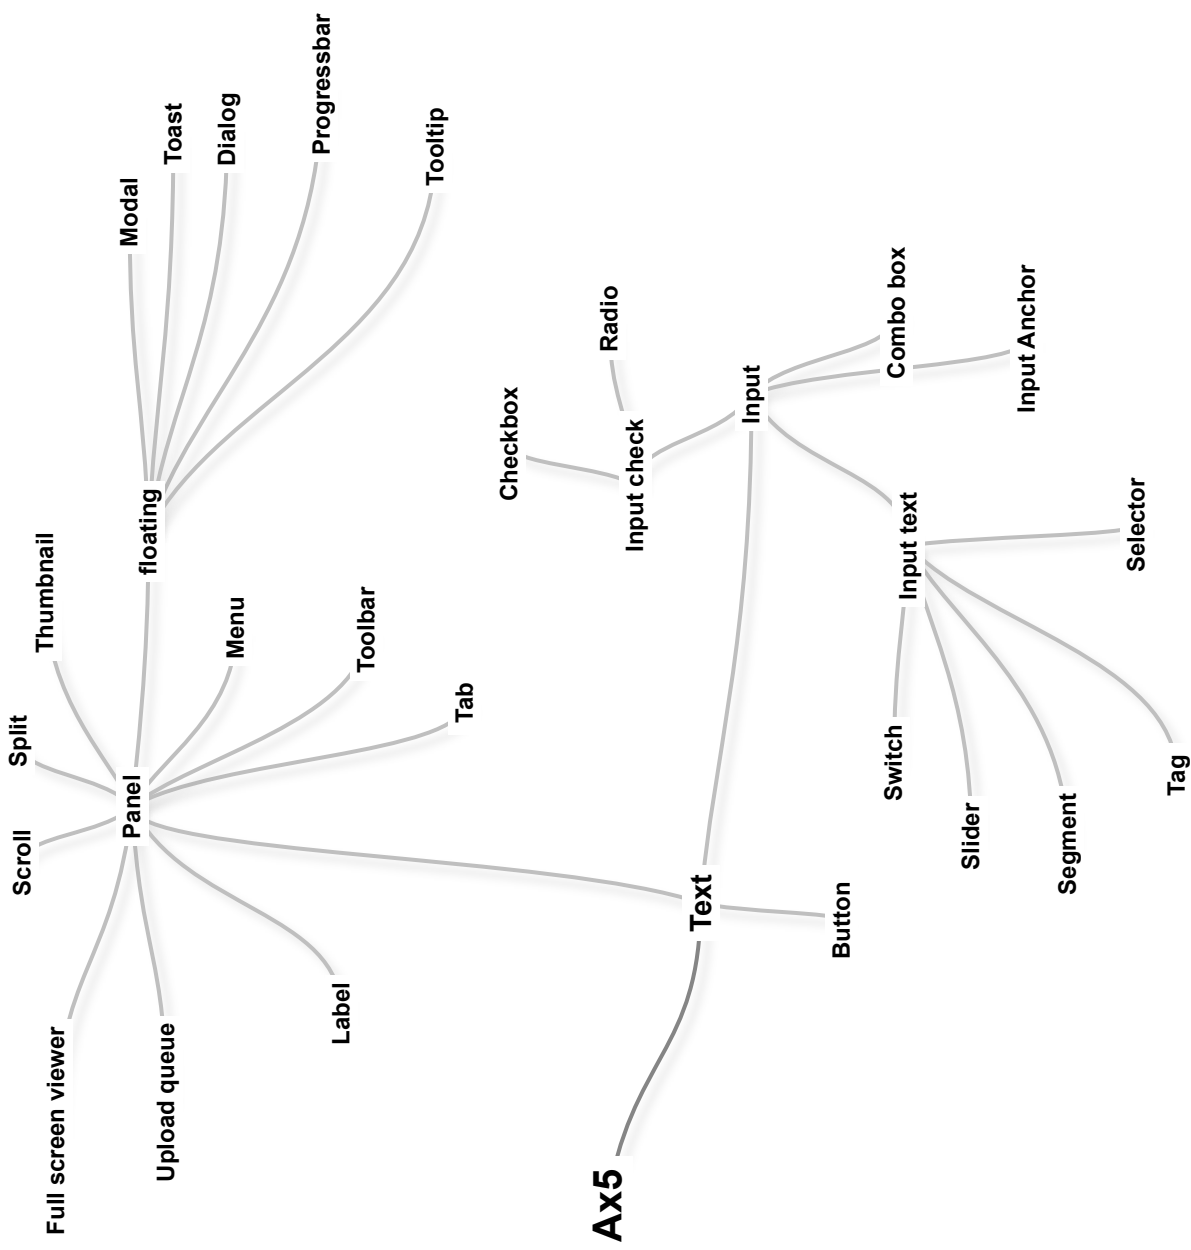 Ax5
Text
Button
Panel
Full screen viewer
Upload queue
Label
Scroll
Split
Thumbnail
Menu
Toolbar
Tab
floating
Modal
Toast
Dialog
Progressbar
Tooltip
Input
Input check
Checkbox
Radio
Combo box
Input Anchor
Input text
Switch
Slider
Segment
Tag
Selector